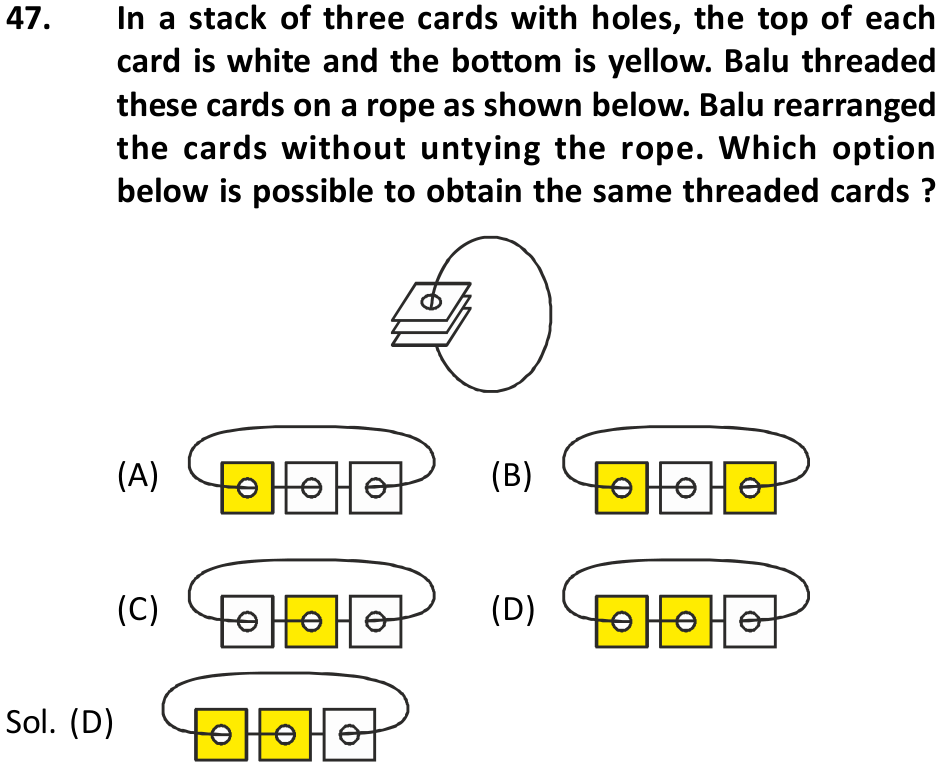 47. In a stack of three cards with holes, the top of each
card is white and the bottom is yellow. Balu threaded
these cards on a rope as shown below. Balu rearranged
the cards without untying the rope. Which option
below is possible to obtain the same threaded cards ?
(A) (B)
(C) (D)
Sol. (D)